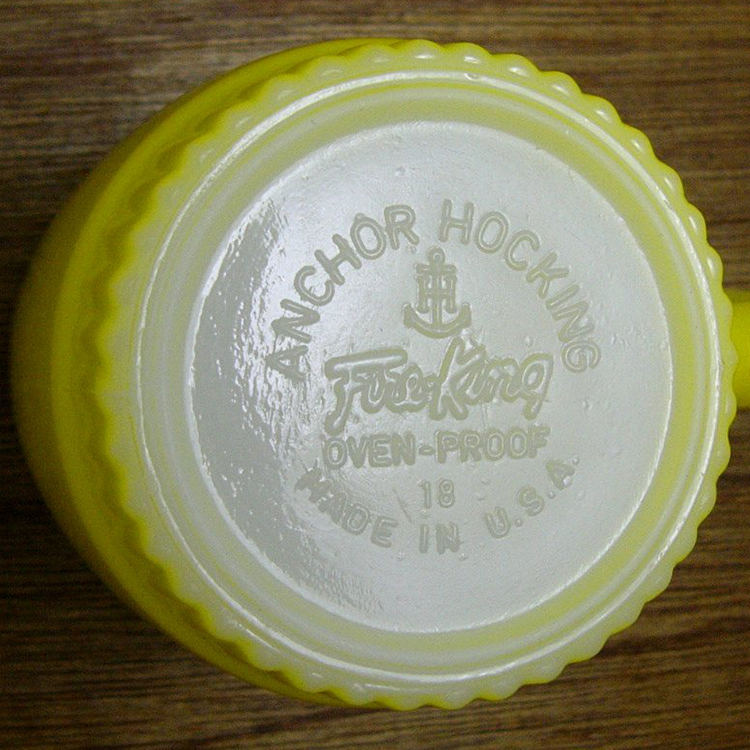 ANCHOR HOCKING
H
Fire King
OVEN-PROOF
18
MADE IN U.S.A.